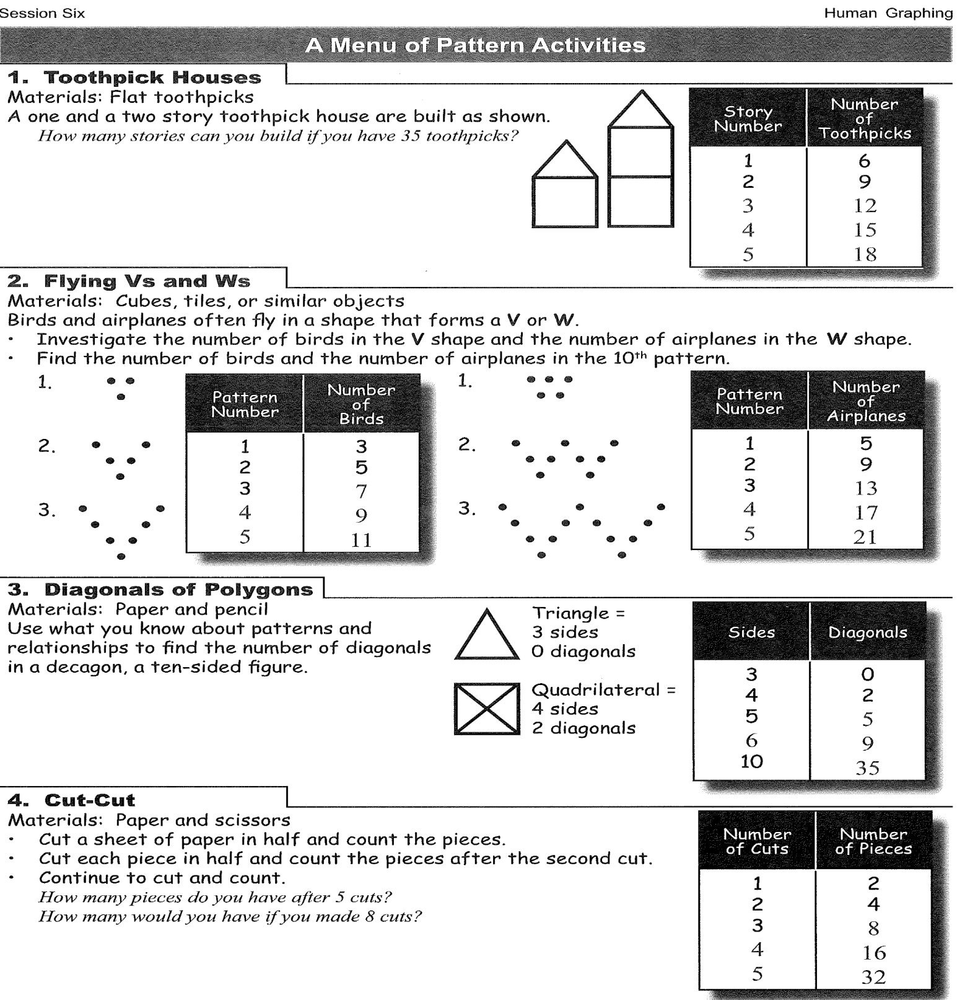 Session Six
Human Graphing
A Menu of Pattern Activities
1. Toothpick Houses
Materials: Flat toothpicks
A one and a two story toothpick house are built as shown.
How many stories can you build if you have 35 toothpicks?
Story Number
Number of Toothpicks
1 6
2 9
3 12
4 15
5 18
2. Flying Vs and Ws
Materials: Cubes, tiles, or similar objects
Birds and airplanes often fly in a shape that forms a V or W.
· Investigate the number of birds in the V shape and the number of airplanes in the W shape.
· Find the number of birds and the number of airplanes in the 10th pattern.
1.
2.
3.
Pattern Number
Number of Birds
1 3
2 5
3 7
4 9
5 11
1.
2.
3.
Pattern Number
Number of Airplanes
1 5
2 9
3 13
4 17
5 21
3. Diagonals of Polygons
Materials: Paper and pencil
Use what you know about patterns and
relationships to find the number of diagonals
in a decagon, a ten-sided figure.
Triangle =
3 sides
0 diagonals
Quadrilateral =
4 sides
2 diagonals
Sides Diagonals
3 0
4 2
5 5
6 9
10 35
4. Cut-Cut
Materials: Paper and scissors
· Cut a sheet of paper in half and count the pieces.
· Cut each piece in half and count the pieces after the second cut.
· Continue to cut and count.
How many pieces do you have after 5 cuts?
How many would you have if you made 8 cuts?
Number of Cuts
Number of Pieces
1 2
2 4
3 8
4 16
5 32